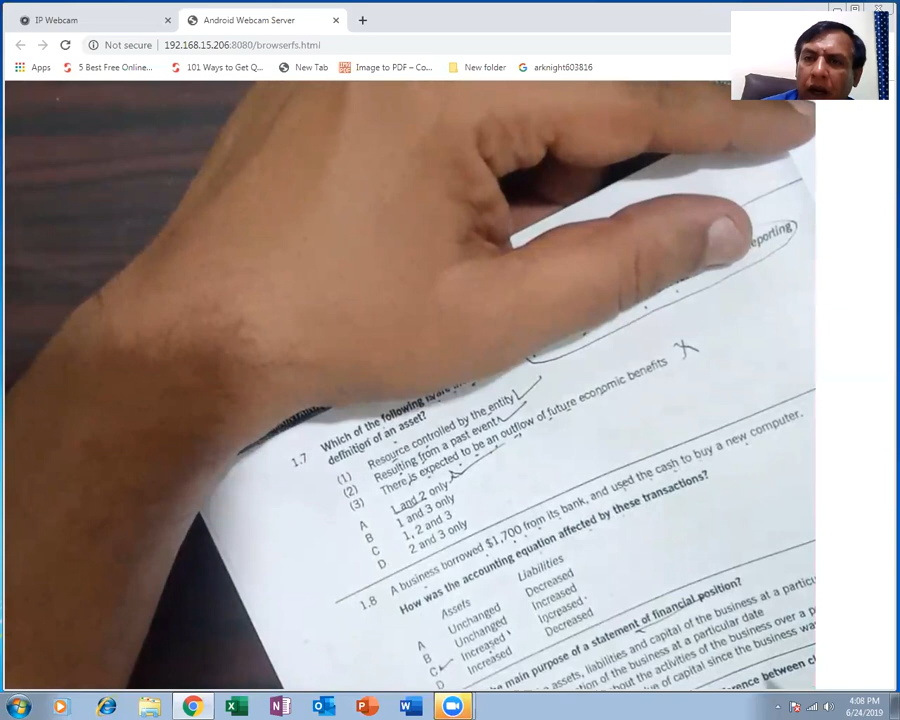 IP Webcam
Android Webcam Server
Not secure 192.168.15.206:8080/browserfs.html
Apps 5 Best Free Online... 101 Ways to Get Q... New Tab Image to PDF – Co... New folder arknight603816
eporting
1.7 Which of the following
definition of an asset?
(1) Resource controlled by the entity
(2) Resulting from a past event
(3) There is expected to be an outflow of future economic benefits
A 1 and 2 only
B 1 and 3 only
C 1, 2 and 3
D 2 and 3 only
1.8 A business borrowed $1,700 from its bank, and used the cash to buy a new computer.
How was the accounting equation affected by these transactions?
Assets Liabilities
A Unchanged Decreased
B Unchanged Increased
C Increased Increased
D Increased Decreased
main purpose of a statement of financial position?
assets, liabilities and capital of the business at a particu
tion of the business at a particular date
bout the activities of the business over a p
of capital since the business wa
rence between
4:08 PM
6/24/2019